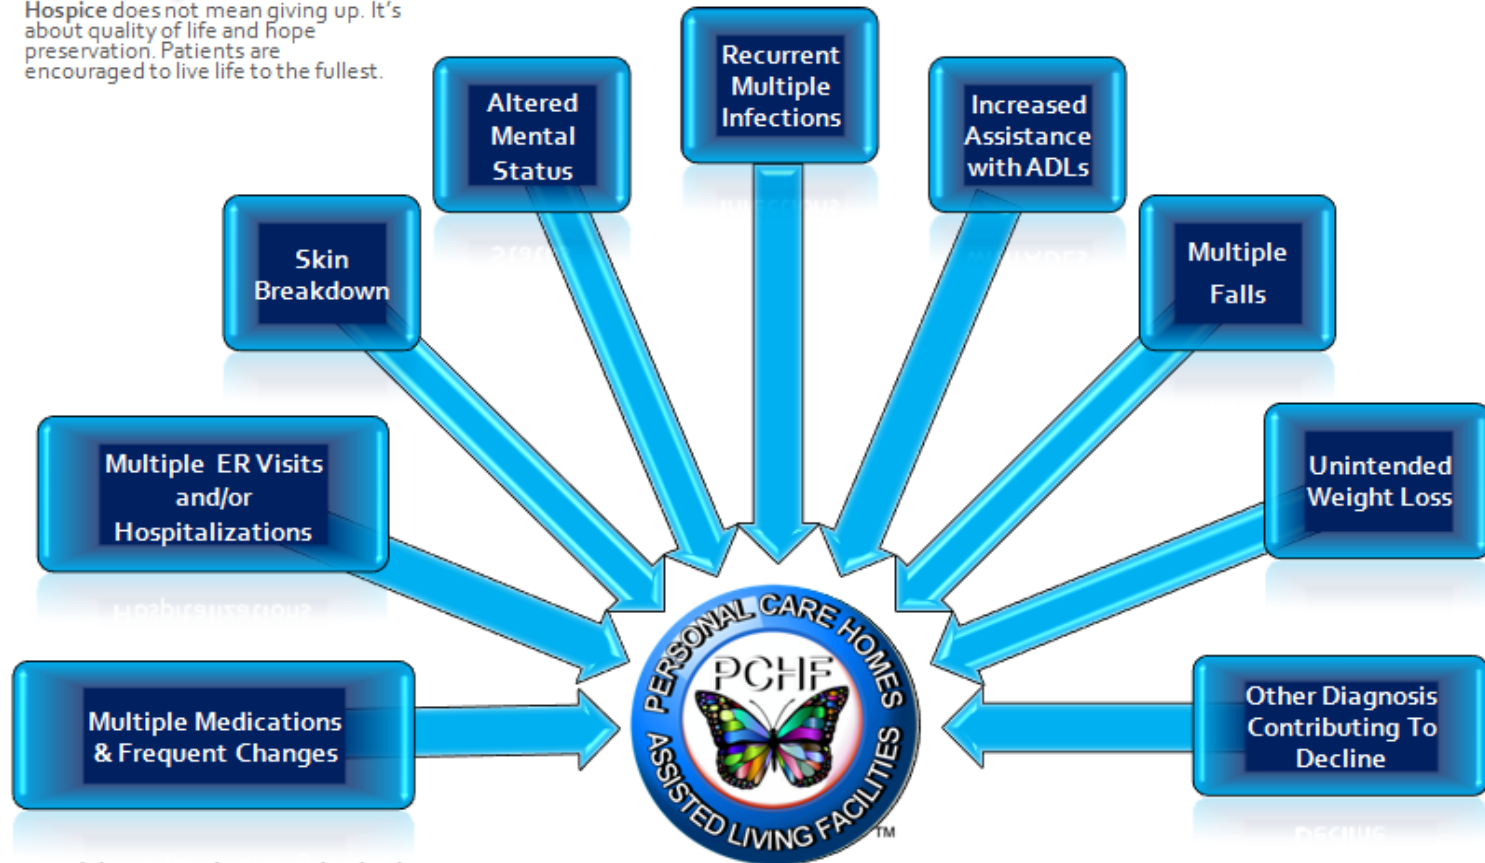 Hospice does not mean giving up. It's
about quality of life and hope
preservation. Patients are
encouraged to live life to the fullest.
Recurrent
Multiple
Infections
Altered
Mental
Status
Increased
Assistance
with ADLs
Skin
Breakdown
Multiple
Falls
Multiple ER Visits
and/or
Hospitalizations
Unintended
Weight Loss
Multiple Medications
& Frequent Changes
Other Diagnosis
Contributing To
Decline
PERSONAL CARE HOMES
PCHF
ASSISTED LIVING FACILITIES
TM